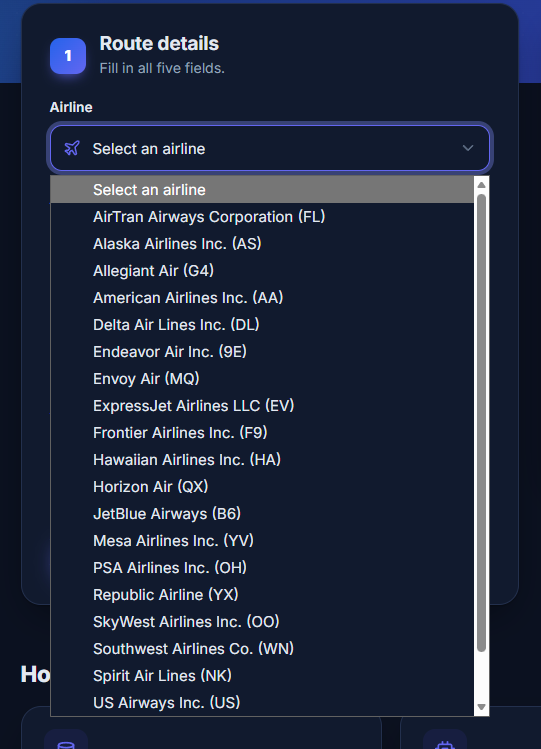 1
Route details
Fill in all five fields.
Airline
Select an airline
Select an airline
AirTran Airways Corporation (FL)
Alaska Airlines Inc. (AS)
Allegiant Air (G4)
American Airlines Inc. (AA)
Delta Air Lines Inc. (DL)
Endeavor Air Inc. (9E)
Envoy Air (MQ)
ExpressJet Airlines LLC (EV)
Frontier Airlines Inc. (F9)
Hawaiian Airlines Inc. (HA)
Horizon Air (QX)
JetBlue Airways (B6)
Mesa Airlines Inc. (YV)
PSA Airlines Inc. (OH)
Republic Airline (YX)
SkyWest Airlines Inc. (OO)
Southwest Airlines Co. (WN)
Spirit Air Lines (NK)
US Airways Inc. (US)
Ho